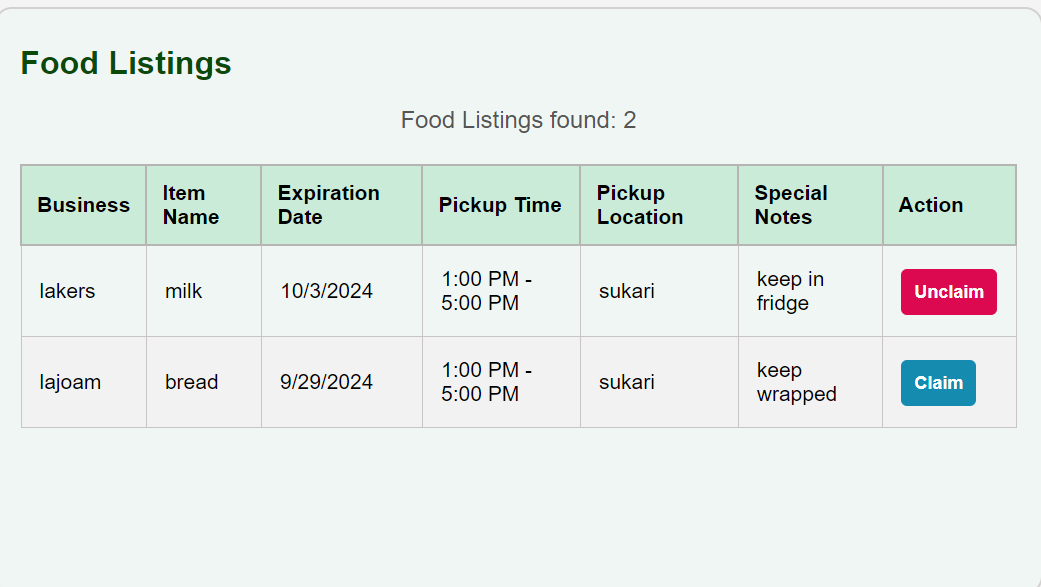 Food Listings
Food Listings found: 2
Business Item Name Expiration Date Pickup Time Pickup Location Special Notes Action
lakers milk 10/3/2024 1:00 PM - 5:00 PM sukari keep in fridge Unclaim
lajoam bread 9/29/2024 1:00 PM - 5:00 PM sukari keep wrapped Claim